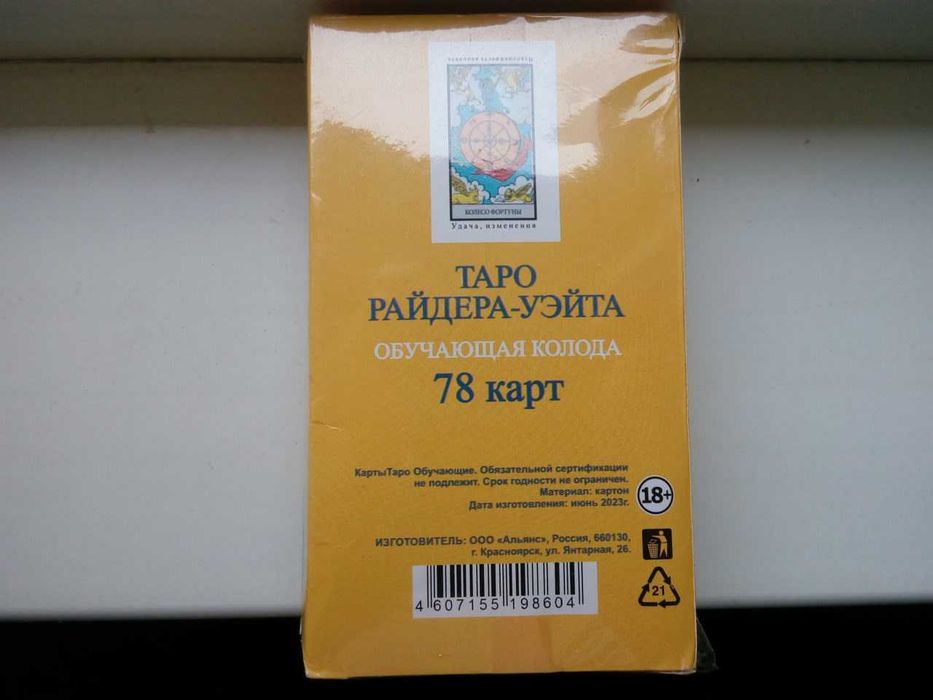 КОЛЕСО ФОРТУНЫ
Удача, изменения
ТАРО
РАЙДЕРА-УЭЙТА
ОБУЧАЮЩАЯ КОЛОДА
78 карт
КартыТаро Обучающие. Обязательной сертификации
не подлежит. Срок годности не ограничен.
Материал: картон
Дата изготовления: июнь 2023г.
18+
ИЗГОТОВИТЕЛЬ: ООО «Альянс», Россия, 660130,
г. Красноярск, ул. Янтарная, 26.
4 607155 198604
21